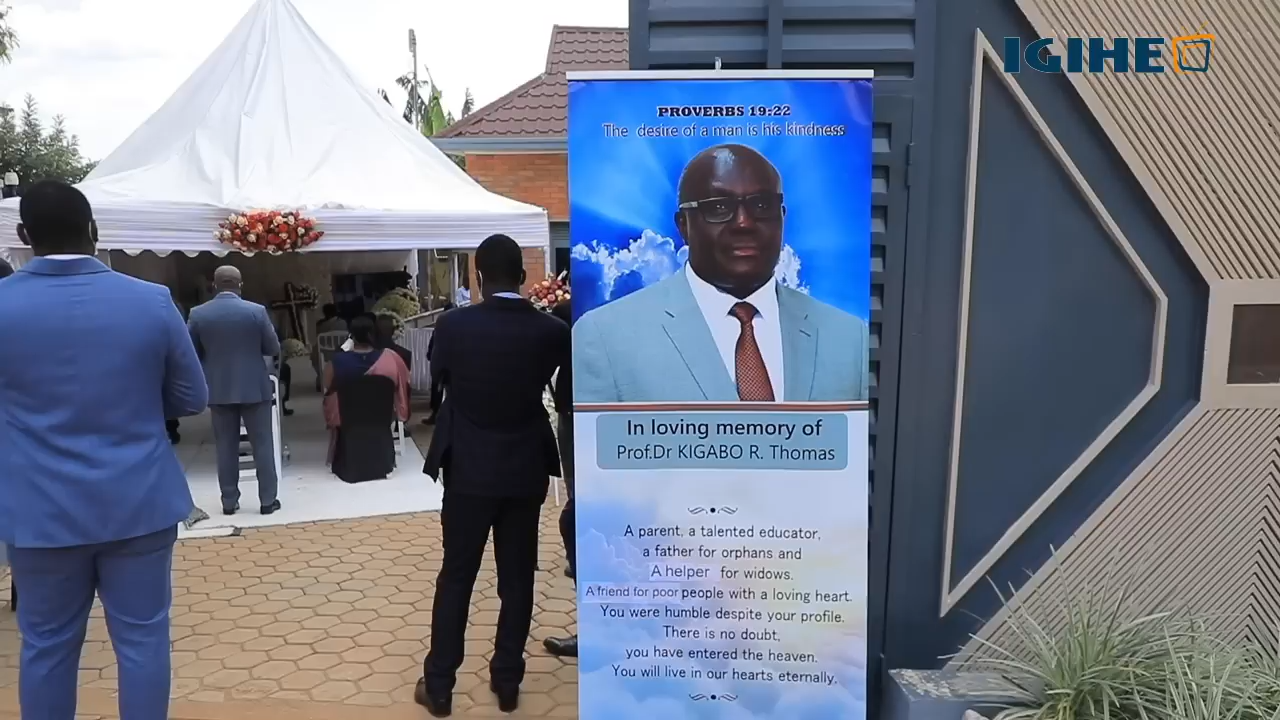 IGIHE
PROVERBS 19:22
The desire of a man is his kindness
In loving memory of
Prof.Dr KIGABO R. Thomas
A parent, a talented educator,
a father for orphans and
A helper for widows.
A friend for poor people with a loving heart.
You were humble despite your profile.
There is no doubt,
you have entered the heaven.
You will live in our hearts eternally.